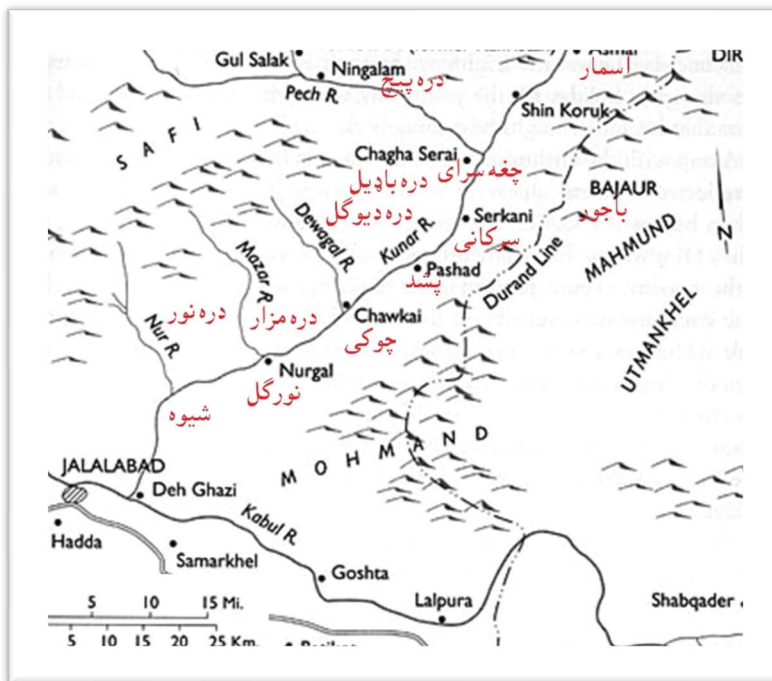 Asmar
DIR
اسمار
Gul Salak
Ningalam
دره پیچ
Pech R.
Shin Koruk
SAFI
Chagha Serai
چغه سرای
دره بادیل
BAJAUR
باجور
Dewagal R.
دره دیوگل
Kunar R.
Serkani
سرکانی
MAHMUND
N
Mazar R.
Pashad
پشد
Durand Line
دره نور
دره مزار
Chawkai
چوکی
UTMANKHEL
Nur R.
Nurgal
نورگل
شیوه
MOHMAND
JALALABAD
Deh Ghazi
Kabul R.
Hadda
Samarkhel
Goshta
Lalpura
Shabqader
5 10 15 Mi.
5 10 15 20 25 Km.